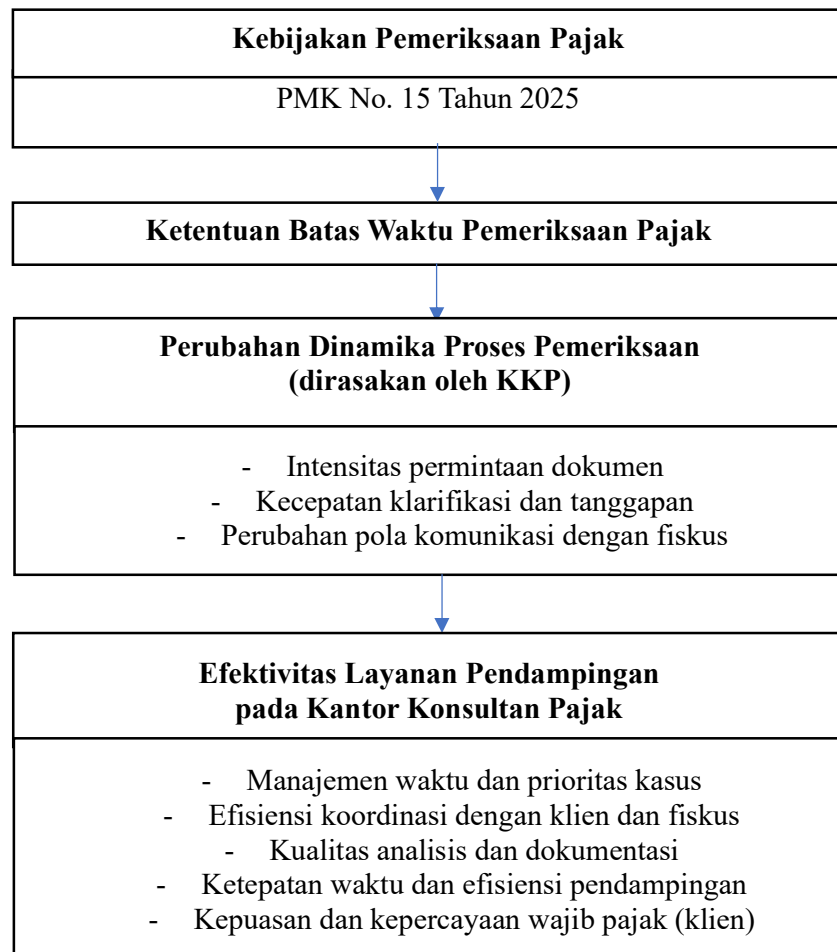 Kebijakan Pemeriksaan Pajak
PMK No. 15 Tahun 2025
Ketentuan Batas Waktu Pemeriksaan Pajak
Perubahan Dinamika Proses Pemeriksaan
(dirasakan oleh KKP)
- Intensitas permintaan dokumen
- Kecepatan klarifikasi dan tanggapan
- Perubahan pola komunikasi dengan fiskus
Efektivitas Layanan Pendampingan
pada Kantor Konsultan Pajak
- Manajemen waktu dan prioritas kasus
- Efisiensi koordinasi dengan klien dan fiskus
- Kualitas analisis dan dokumentasi
- Ketepatan waktu dan efisiensi pendampingan
- Kepuasan dan kepercayaan wajib pajak (klien)